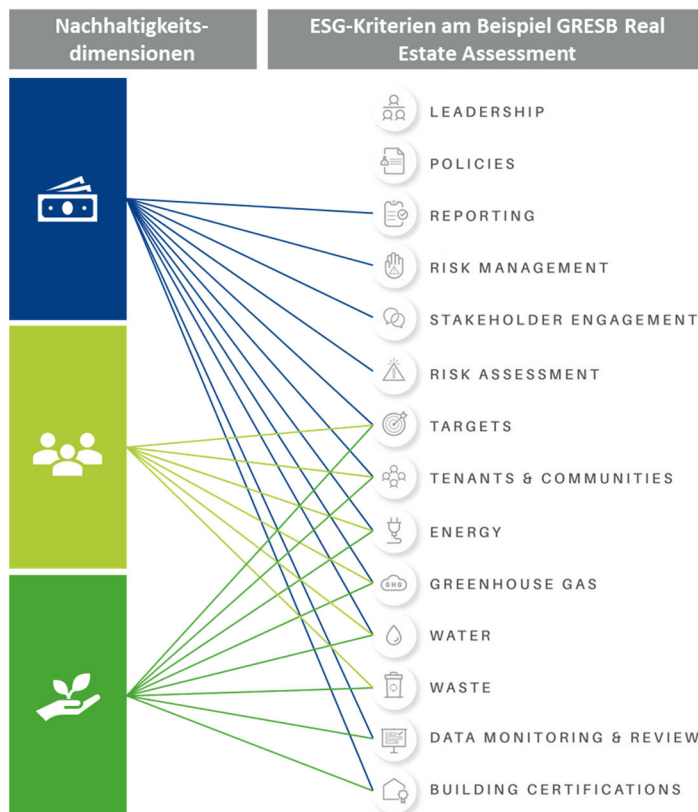 Nachhaltigkeits-
dimensionen
ESG-Kriterien am Beispiel GRESB Real
Estate Assessment
LEADERSHIP
POLICIES
REPORTING
RISK MANAGEMENT
STAKEHOLDER ENGAGEMENT
RISK ASSESSMENT
TARGETS
TENANTS & COMMUNITIES
ENERGY
GHG
GREENHOUSE GAS
WATER
WASTE
DATA MONITORING & REVIEW
BUILDING CERTIFICATIONS